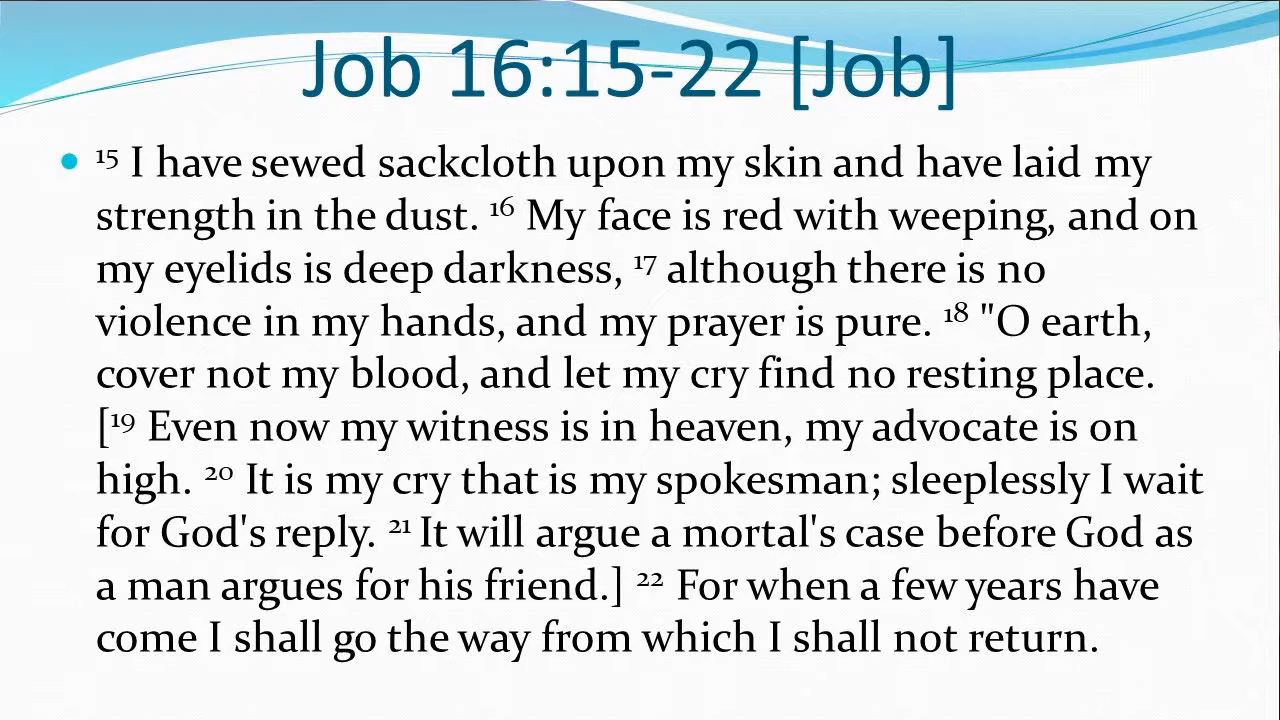 Job 16:15-22 [Job]
• 15 I have sewed sackcloth upon my skin and have laid my
strength in the dust. 16 My face is red with weeping, and on
my eyelids is deep darkness, 17 although there is no
violence in my hands, and my prayer is pure. 18 "O earth,
cover not my blood, and let my cry find no resting place.
[19 Even now my witness is in heaven, my advocate is on
high. 20 It is my cry that is my spokesman; sleeplessly I wait
for God's reply. 21 It will argue a mortal's case before God as
a man argues for his friend.] 22 For when a few years have
come I shall go the way from which I shall not return.